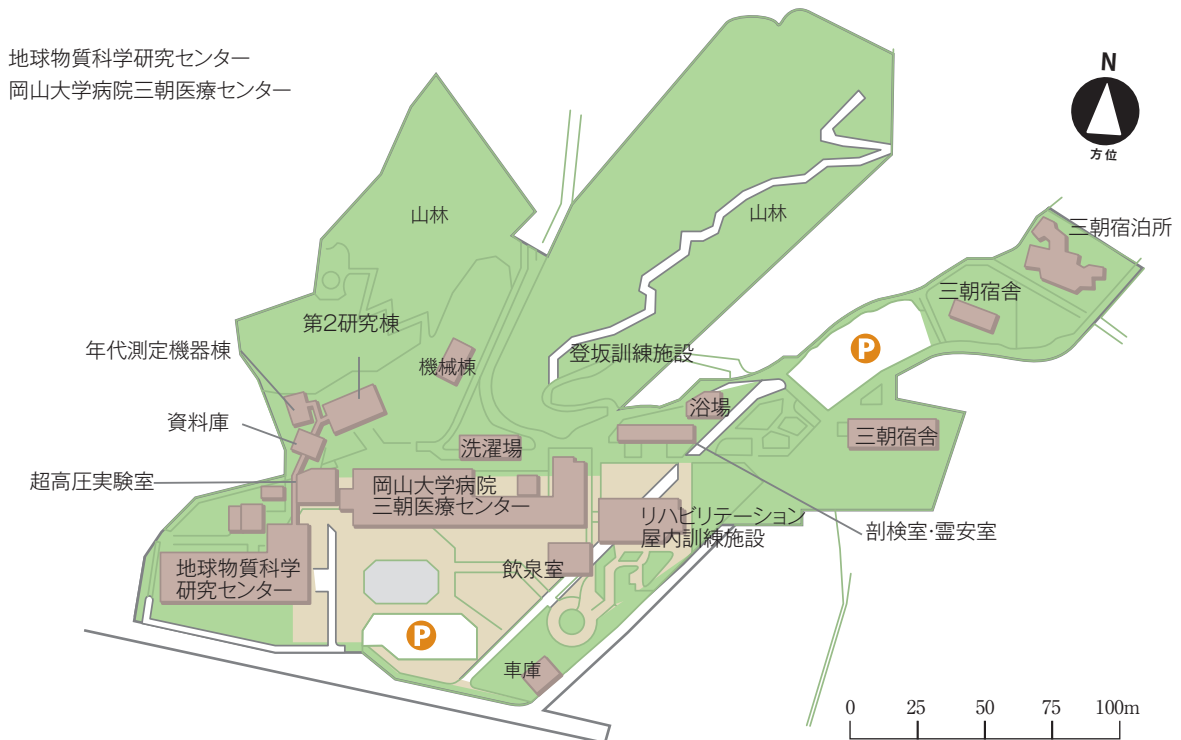 地球物質科学研究センター
岡山大学病院三朝医療センター
N
方位
山林
山林
三朝宿泊所
三朝宿舎
第2研究棟
年代測定機器棟
機械棟
登坂訓練施設
P
浴場
資料庫
三朝宿舎
洗濯場
超高圧実験室
岡山大学病院
三朝医療センター
リハビリテーション
屋内訓練施設
剖検室・霊安室
飲泉室
地球物質科学
研究センター
P
車庫
0 25 50 75 100m